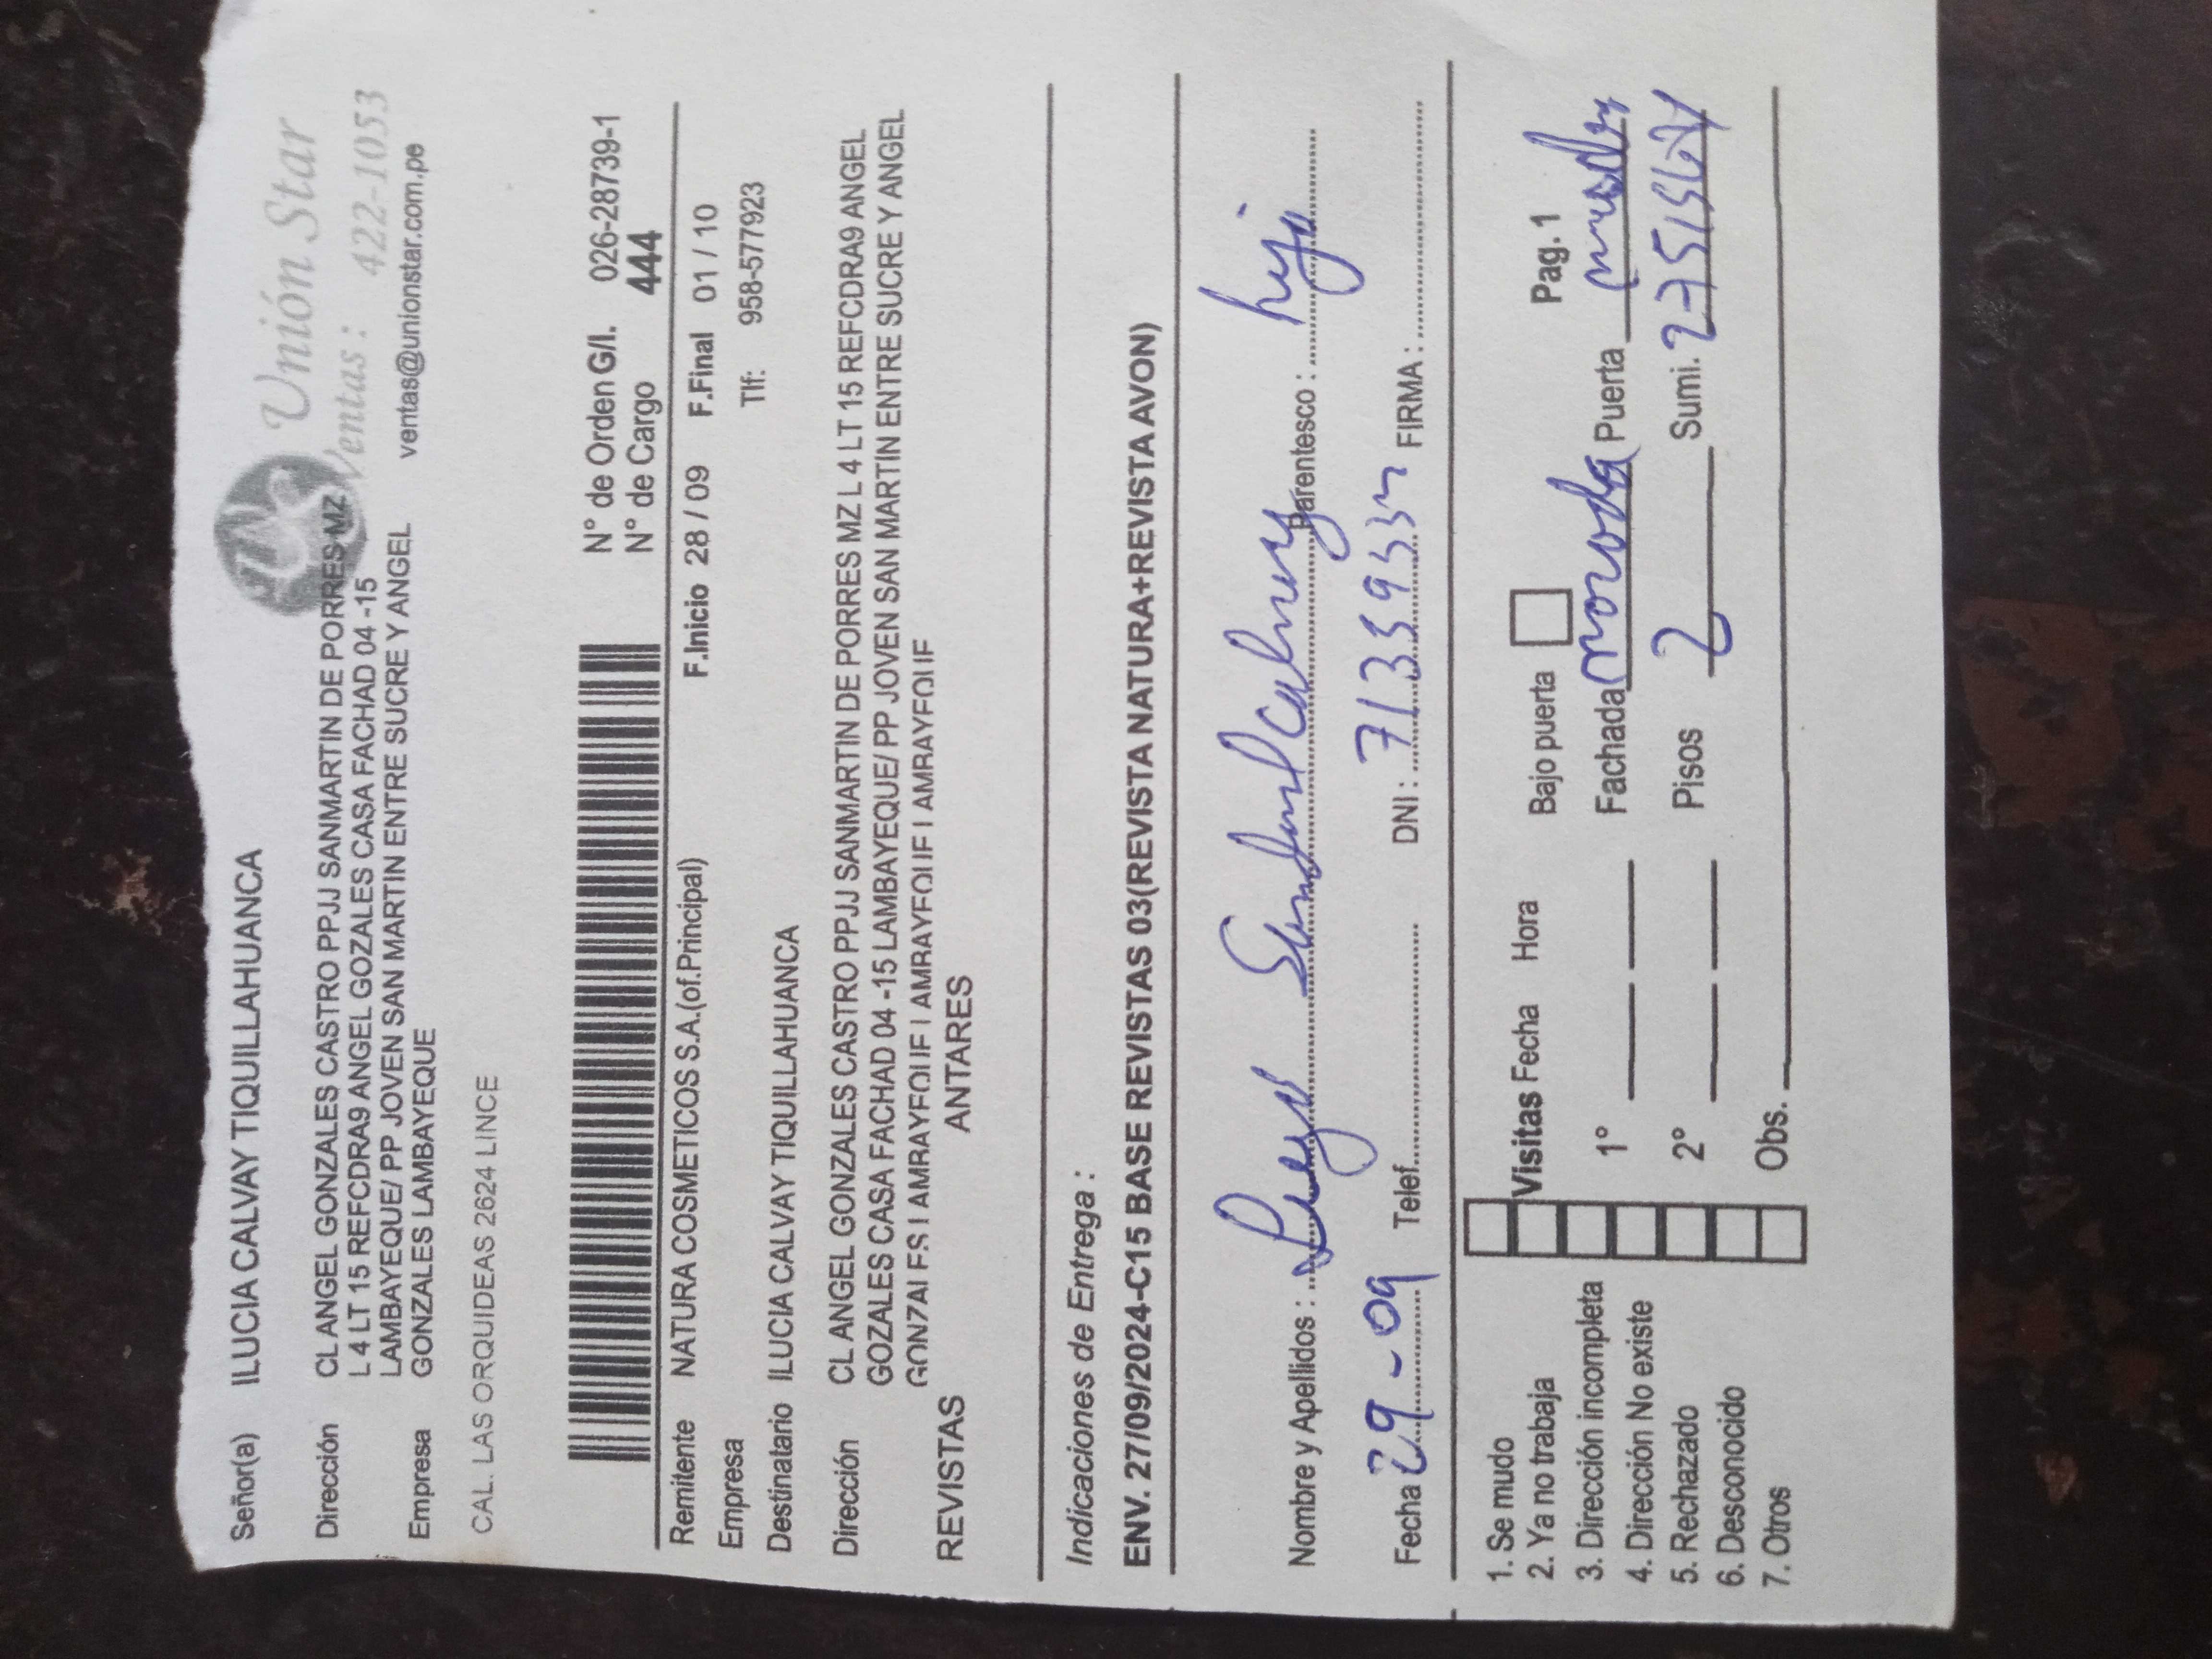 Unión Star
Ventas : 422-1053
ventas@unionstar.com.pe
Señor(a) ILUCIA CALVAY TIQUILLAHUANCA
Dirección CL ANGEL GONZALES CASTRO PPJJ SANMARTIN DE PORRES MZ
L 4 LT 15 REFCDRA9 ANGEL GOZALES CASA FACHAD 04 -15
LAMBAYEQUE/ PP JOVEN SAN MARTIN ENTRE SUCRE Y ANGEL
Empresa GONZALES LAMBAYEQUE
CAL. LAS ORQUIDEAS 2624 LINCE
N° de Orden G/I. 026-28739-1
N° de Cargo 444
Remitente NATURA COSMETICOS S.A.(of.Principal) F.Inicio 28 / 09 F.Final 01 / 10
Empresa Tlf: 958-577923
Destinatario ILUCIA CALVAY TIQUILLAHUANCA
Dirección CL ANGEL GONZALES CASTRO PPJJ SANMARTIN DE PORRES MZ L 4 LT 15 REFCDRA9 ANGEL
GOZALES CASA FACHAD 04 -15 LAMBAYEQUE/ PP JOVEN SAN MARTIN ENTRE SUCRE Y ANGEL
REVISTAS ANTARES
Indicaciones de Entrega :
ENV. 27/09/2024-C15 BASE REVISTAS 03(REVISTA NATURA+REVISTA AVON)
Nombre y Apellidos : Parentesco :
Fecha 29-09 Telef. DNI : FIRMA :
1. Se mudo
2. Ya no trabaja Visitas Fecha Hora Bajo puerta Pag. 1
3. Dirección incompleta 1° Fachada Puerta
4. Dirección No existe
5. Rechazado 2° Pisos 2 Sumi.
6. Desconocido
7. Otros Obs.